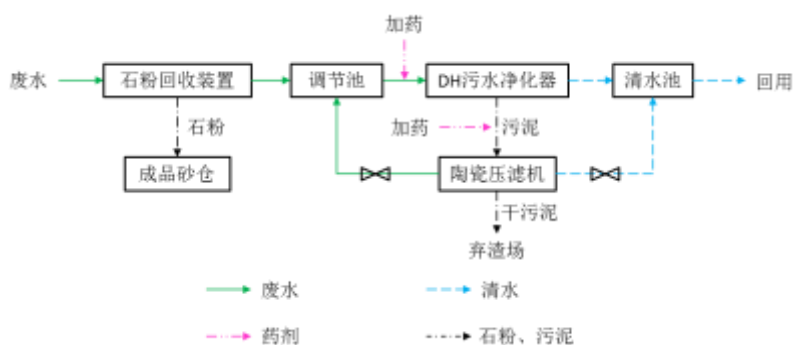 加药
废水
石粉回收装置
调节池
DH污水净化器
清水池
回用
石粉
加药
污泥
成品砂仓
陶瓷压滤机
干污泥
弃渣场
废水
清水
药剂
石粉、污泥